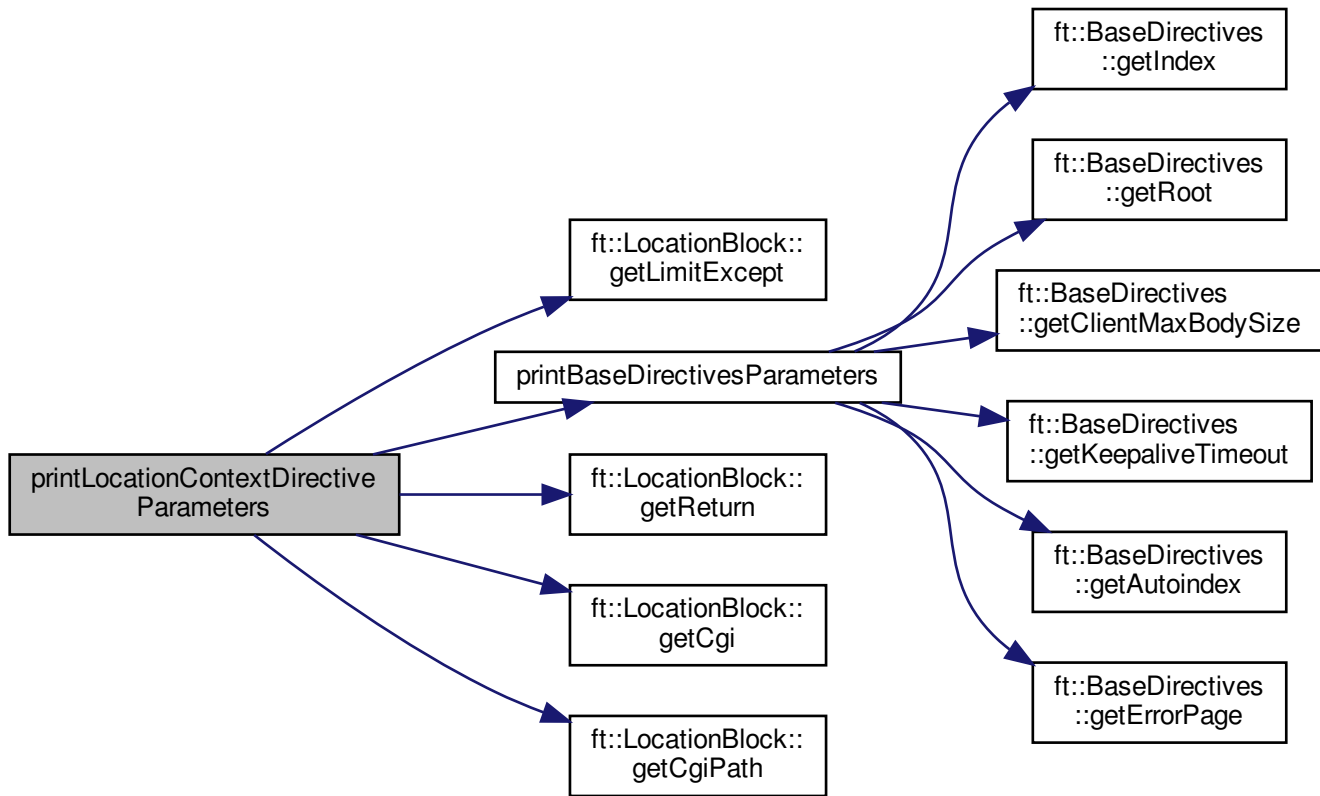 printLocationContextDirective
Parameters
ft::LocationBlock::
getLimitExcept
printBaseDirectivesParameters
ft::LocationBlock::
getReturn
ft::LocationBlock::
getCgi
ft::LocationBlock::
getCgiPath
ft::BaseDirectives
::getIndex
ft::BaseDirectives
::getRoot
ft::BaseDirectives
::getClientMaxBodySize
ft::BaseDirectives
::getKeepaliveTimeout
ft::BaseDirectives
::getAutoindex
ft::BaseDirectives
::getErrorPage